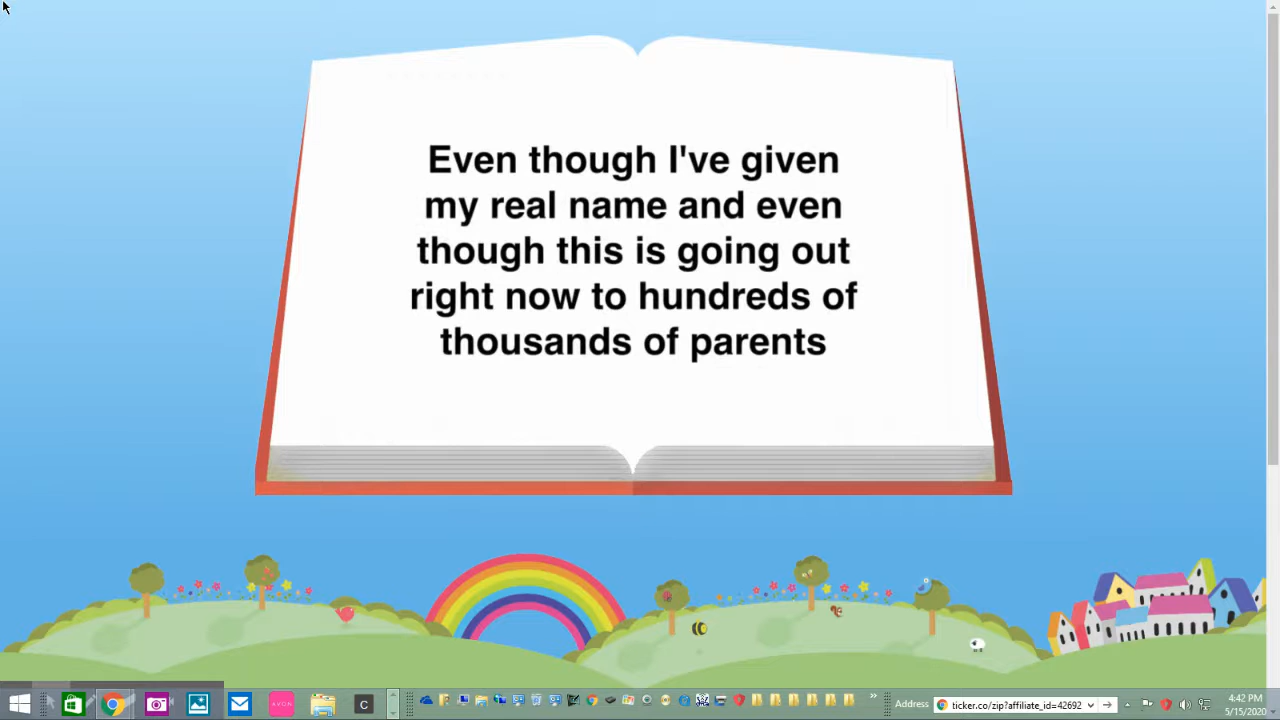 Even though I've given
my real name and even
though this is going out
right now to hundreds of
thousands of parents
AVON
C
»
Address
ticker.co/zip?affiliate_id=42692
4:42 PM
5/15/2020